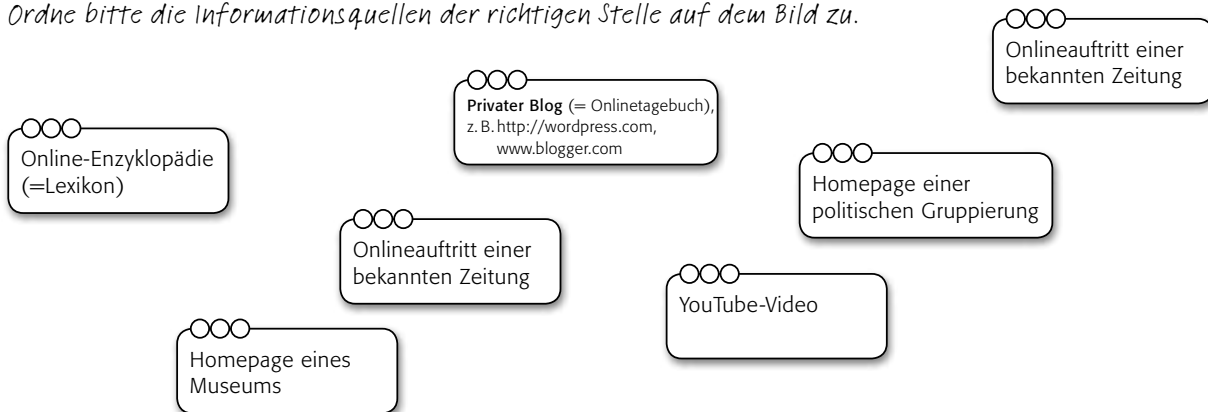 Ordne bitte die Informationsquellen der richtigen Stelle auf dem Bild zu.
Onlineauftritt einer
bekannten Zeitung
Privater Blog (= Onlinetagebuch),
z. B. http://wordpress.com,
www.blogger.com
Online-Enzyklopädie
(=Lexikon)
Homepage einer
politischen Gruppierung
Onlineauftritt einer
bekannten Zeitung
YouTube-Video
Homepage eines
Museums